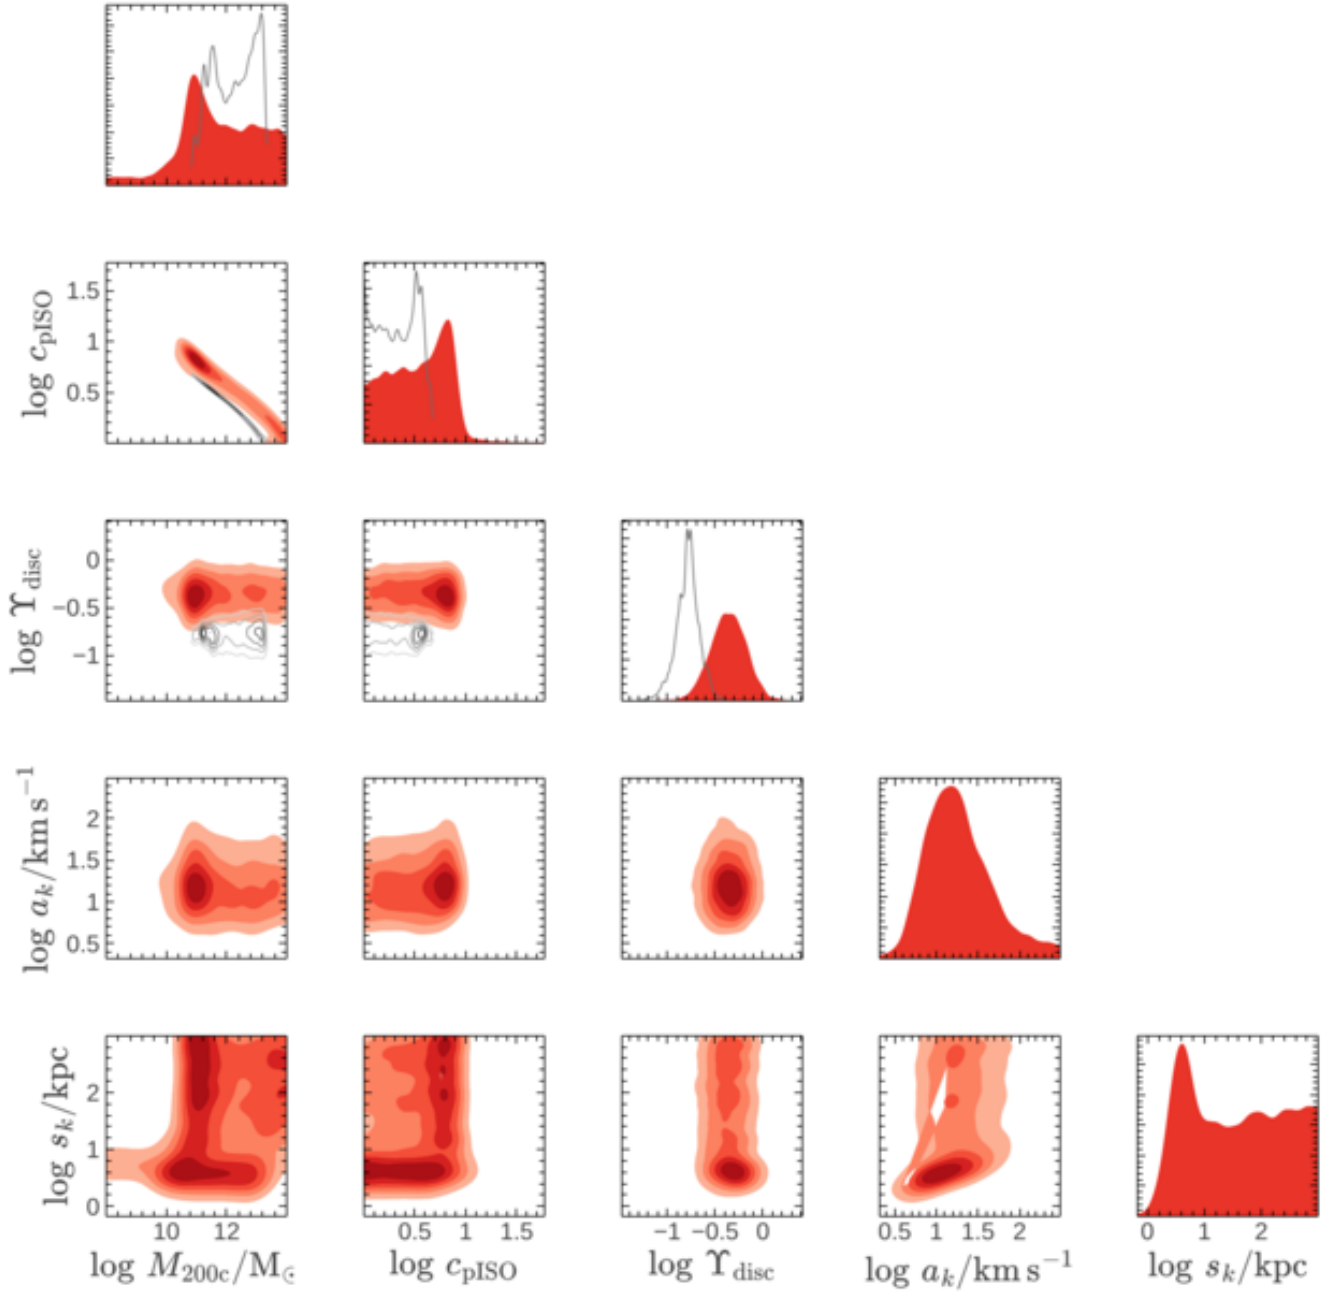 log c_pISO
1.5
1
0.5
log ϒ_disc
0
−0.5
−1
log a_k/km s⁻¹
2
1.5
1
0.5
log s_k/kpc
2
1
0
10 12
0.5 1 1.5
−1 −0.5 0
0.5 1 1.5 2
0 1 2
log M_200c/M_⊙
log c_pISO
log ϒ_disc
log a_k/km s⁻¹
log s_k/kpc